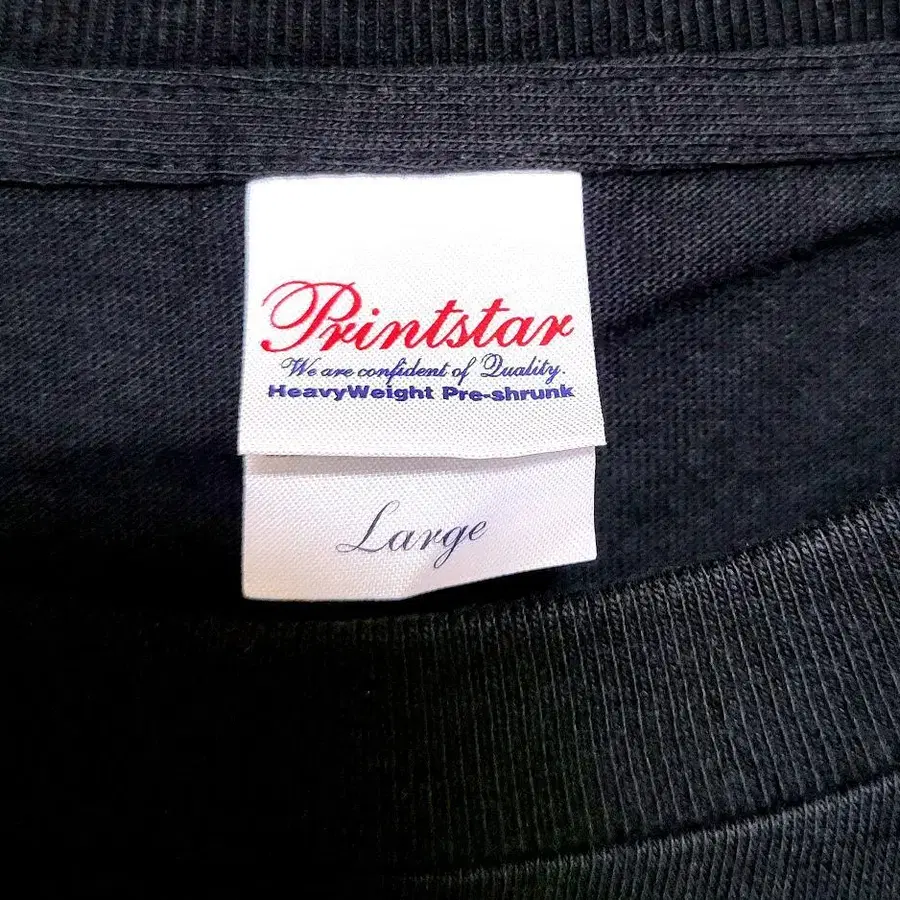 Printstar
We are confident of Quality.
HeavyWeight Pre-shrunk
Large